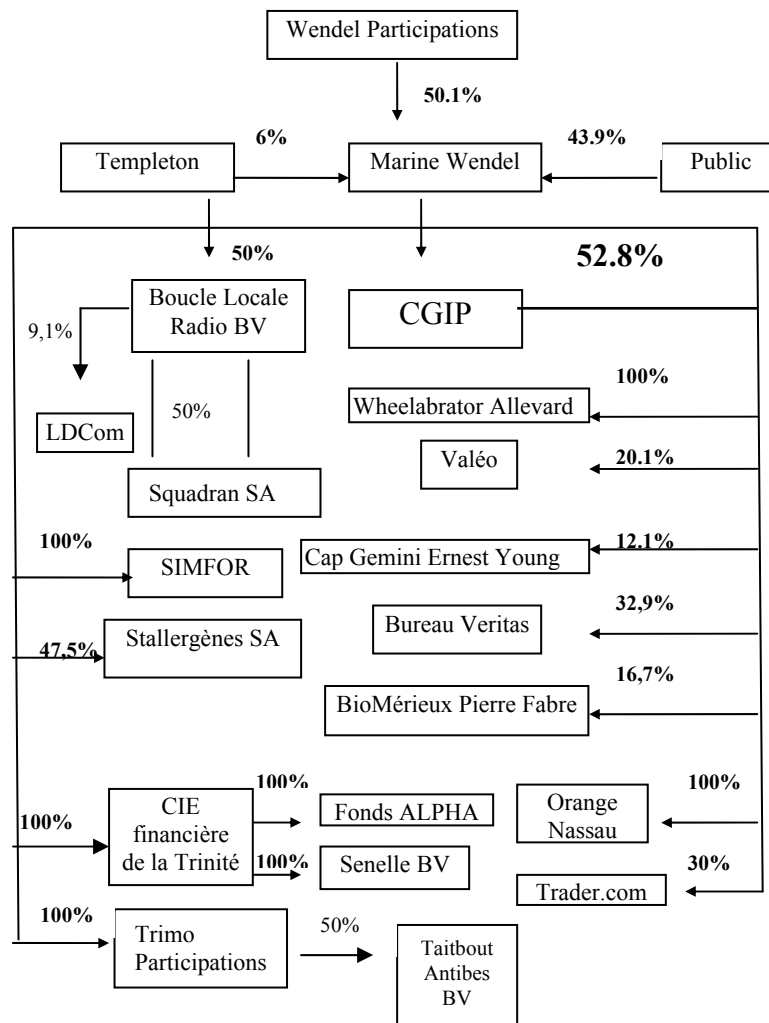 Wendel Participations
50.1%
6%
43.9%
Templeton
Marine Wendel
Public
50%
52.8%
Boucle Locale
Radio BV
CGIP
9,1%
100%
Wheelabrator Allevard
LDCom
50%
Valéo
20.1%
Squadran SA
100%
SIMFOR
Cap Gemini Ernest Young
12.1%
47,5%
Stallergènes SA
Bureau Veritas
32,9%
16,7%
BioMérieux Pierre Fabre
100%
CIE
financière
de la Trinité
100%
Fonds ALPHA
100%
Senelle BV
Orange
Nassau
100%
Trader.com
30%
100%
Trimo
Participations
50%
Taitbout
Antibes
BV